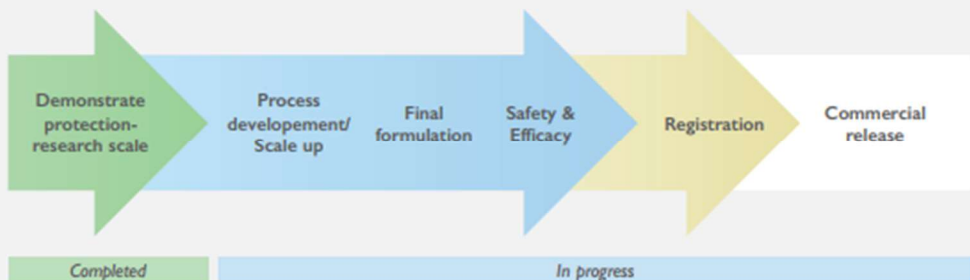 Demonstrate
protection-
research scale
Process
developement/
Scale up
Final
formulation
Safety &
Efficacy
Registration
Commercial
release
Completed
In progress